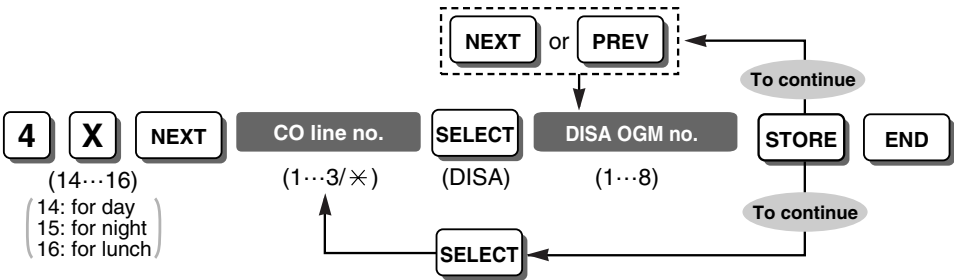 NEXT or PREV
To continue
4 X NEXT CO line no. SELECT DISA OGM no. STORE END
(14···16) (1···3/✳) (DISA) (1···8)
14: for day
15: for night
16: for lunch
To continue
SELECT